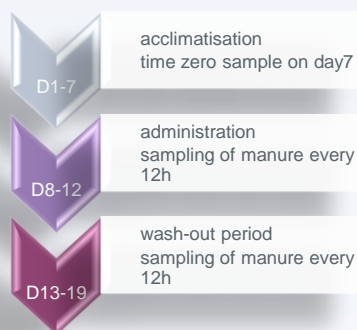 acclimatisation
time zero sample on day7
D1-7
administration
sampling of manure every
12h
D8-12
wash-out period
sampling of manure every
12h
D13-19